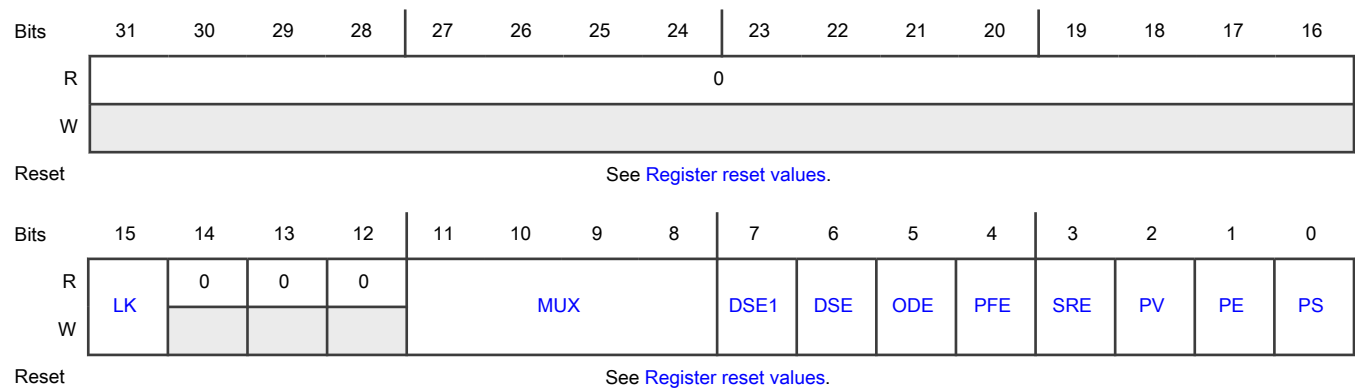 Bits 31 30 29 28 27 26 25 24 23 22 21 20 19 18 17 16
R 0
W
Reset See Register reset values.
Bits 15 14 13 12 11 10 9 8 7 6 5 4 3 2 1 0
R 0 0 0
LK MUX DSE1 DSE ODE PFE SRE PV PE PS
W
Reset See Register reset values.